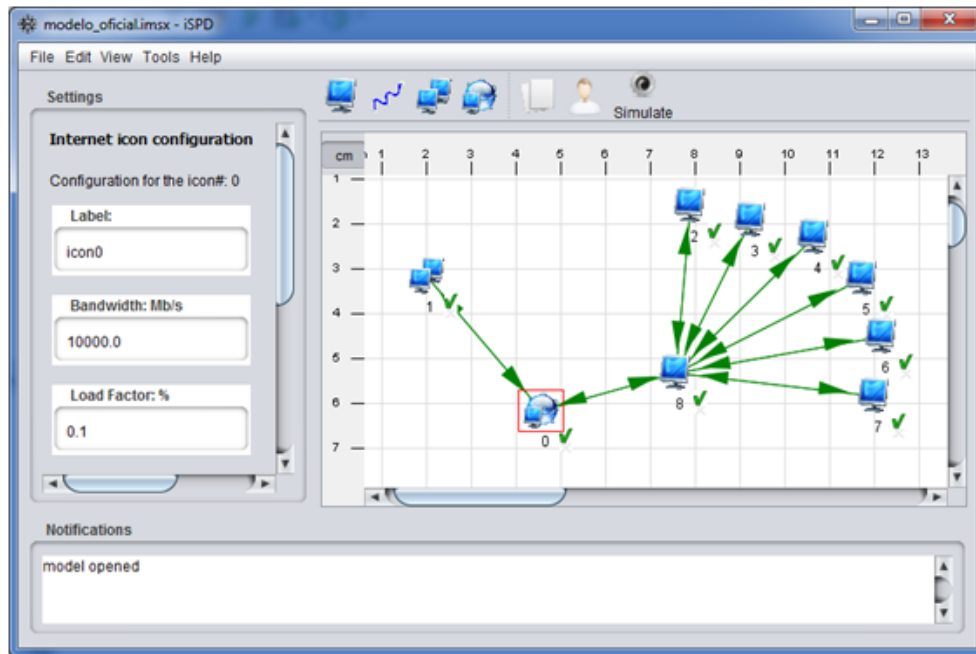 modelo_oficial.imsx - iSPD
File Edit View Tools Help
Settings
Simulate
Internet icon configuration
Configuration for the icon#: 0
Label:
icon0
Bandwidth: Mb/s
10000.0
Load Factor: %
0.1
cm 1 2 3 4 5 6 7 8 9 10 11 12 13
1
2
3
4
5
6
7
2
3
4
1
5
6
8
7
0
Notifications
model opened